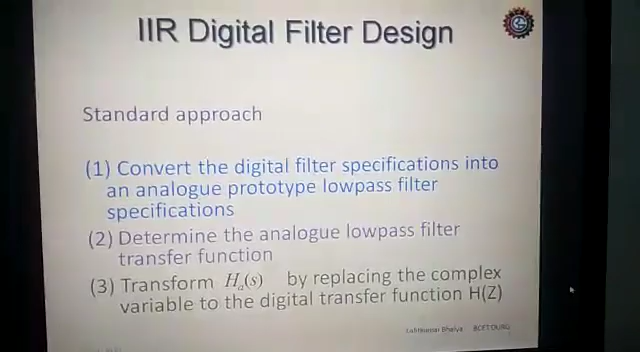 IIR Digital Filter Design
Standard approach
(1) Convert the digital filter specifications into
an analogue prototype lowpass filter
specifications
(2) Determine the analogue lowpass filter
transfer function
(3) Transform Hₐ(s) by replacing the complex
variable to the digital transfer function H(Z)